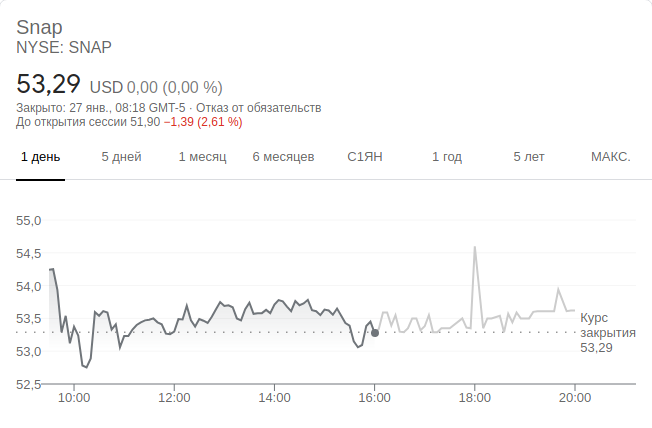 Snap
NYSE: SNAP
53,29 USD 0,00 (0,00 %)
Закрыто: 27 янв., 08:18 GMT-5 · Отказ от обязательств
До открытия сессии 51,90 −1,39 (2,61 %)
1 день 5 дней 1 месяц 6 месяцев С1ЯН 1 год 5 лет МАКС.
55,0
54,5
54,0
53,5
53,0
52,5
Курс
закрытия
53,29
10:00 12:00 14:00 16:00 18:00 20:00